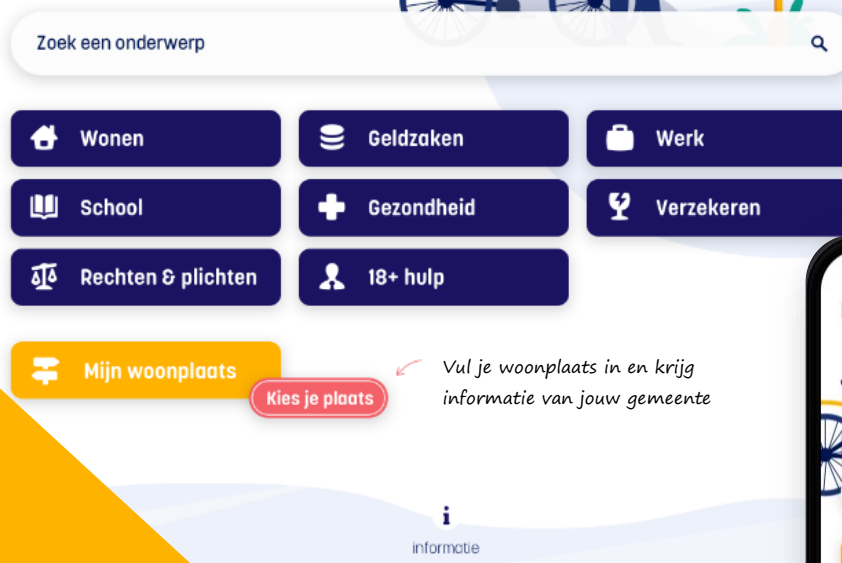 Zoek een onderwerp
Wonen
Geldzaken
Werk
School
Gezondheid
Verzekeren
Rechten & plichten
18+ hulp
Mijn woonplaats
Kies je plaats
Vul je woonplaats in en krijg
informatie van jouw gemeente
informatie